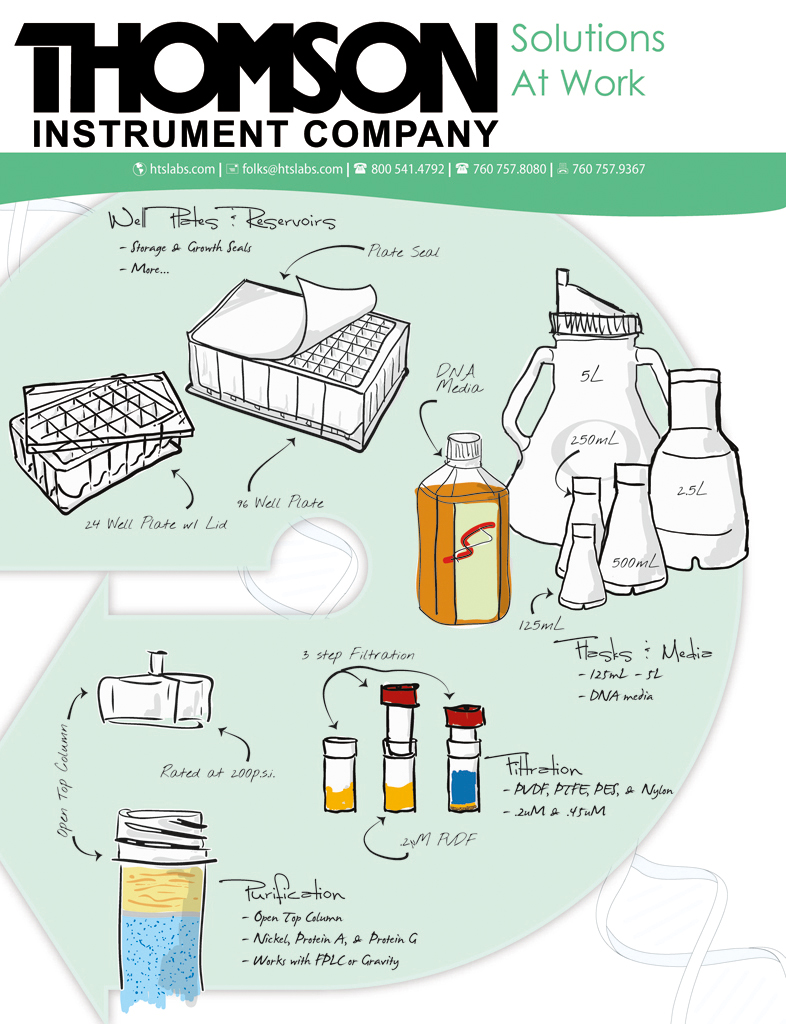 THOMSON
INSTRUMENT COMPANY
Solutions
At Work
htslabs.com | folks@htslabs.com | 800 541.4792 | 760 757.8080 | 760 757.9367
Well Plates & Reservoirs
- Storage & Growth Seals
- More...
Plate Seal
24 Well Plate w/ Lid
96 Well Plate
DNA
Media
5L
250mL
2.5L
500mL
125mL
Flasks & Media
- 125mL - 5L
- DNA media
3 step Filtration
Open Top Column
Rated at 200p.s.i.
Filtration
- PVDF, PTFE, PES, & Nylon
- .2uM & .45uM
.2uM PVDF
Purification
- Open Top Column
- Nickel, Protein A, & Protein G
- Works with FPLC or Gravity